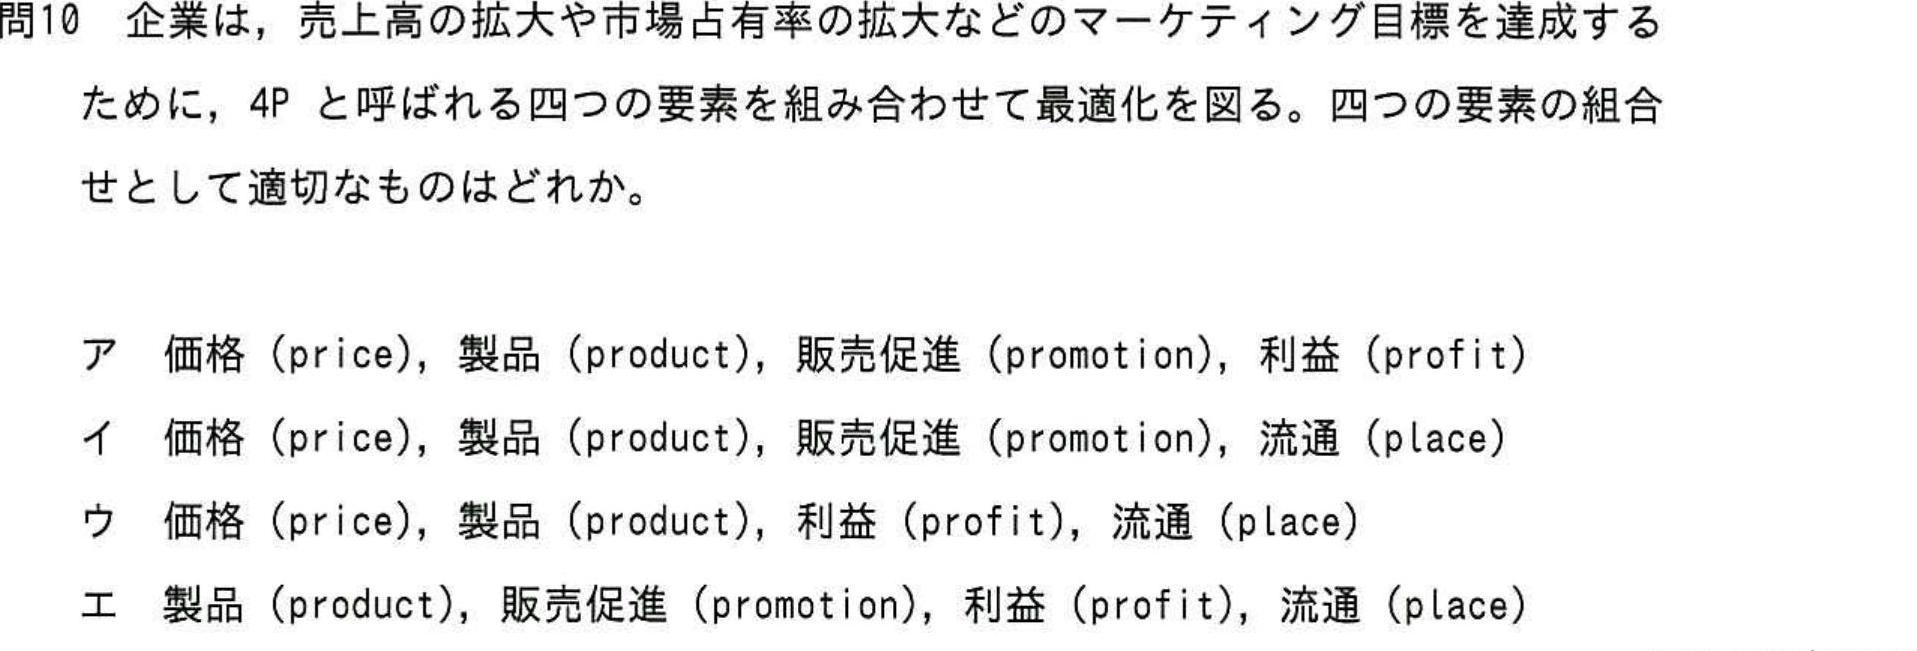 問10　企業は，売上高の拡大や市場占有率の拡大などのマーケティング目標を達成する
ために，4P と呼ばれる四つの要素を組み合わせて最適化を図る。四つの要素の組合
せとして適切なものはどれか。
ア　価格（price），製品（product），販売促進（promotion），利益（profit）
イ　価格（price），製品（product），販売促進（promotion），流通（place）
ウ　価格（price），製品（product），利益（profit），流通（place）
エ　製品（product），販売促進（promotion），利益（profit），流通（place）